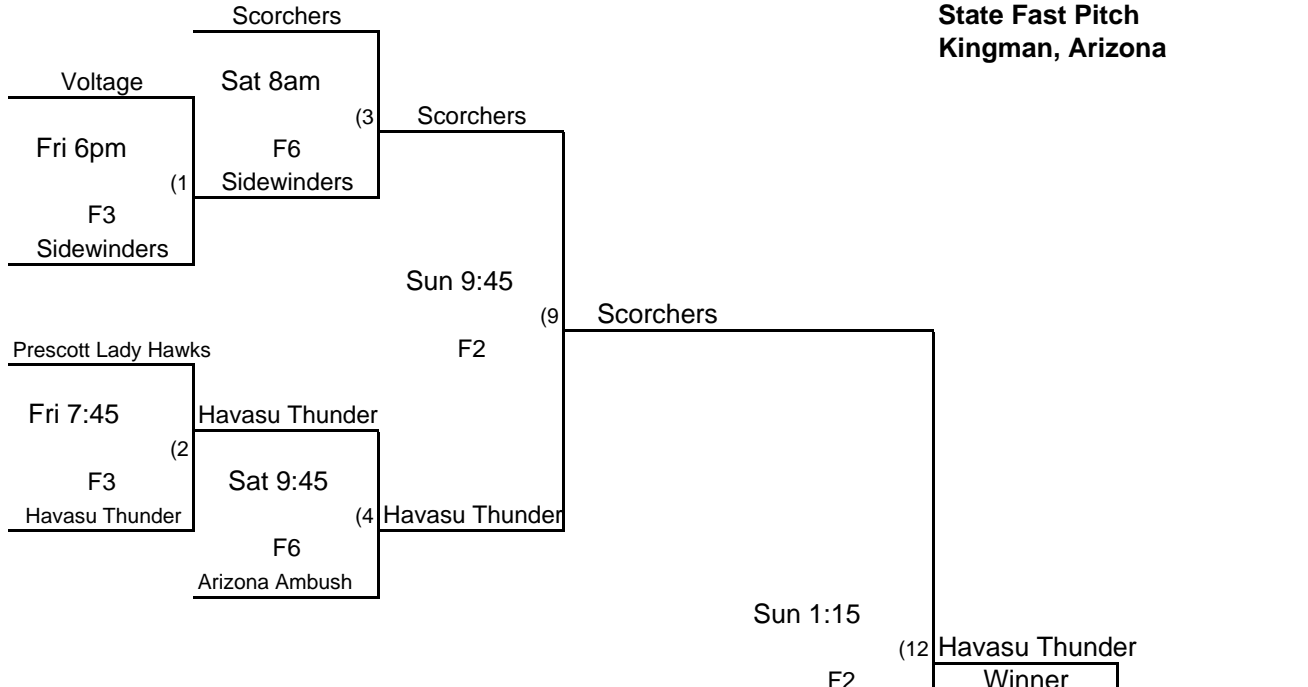 Scorchers
State Fast Pitch
Kingman, Arizona
Voltage
Sat 8am
(3
Scorchers
Fri 6pm
F6
(1
Sidewinders
F3
Sidewinders
Sun 9:45
(9
Scorchers
Prescott Lady Hawks
F2
Fri 7:45
Havasu Thunder
(2
F3
Sat 9:45
Havasu Thunder
(4
Havasu Thunder
F6
Arizona Ambush
Sun 1:15
(12
Havasu Thunder
F2
Winner